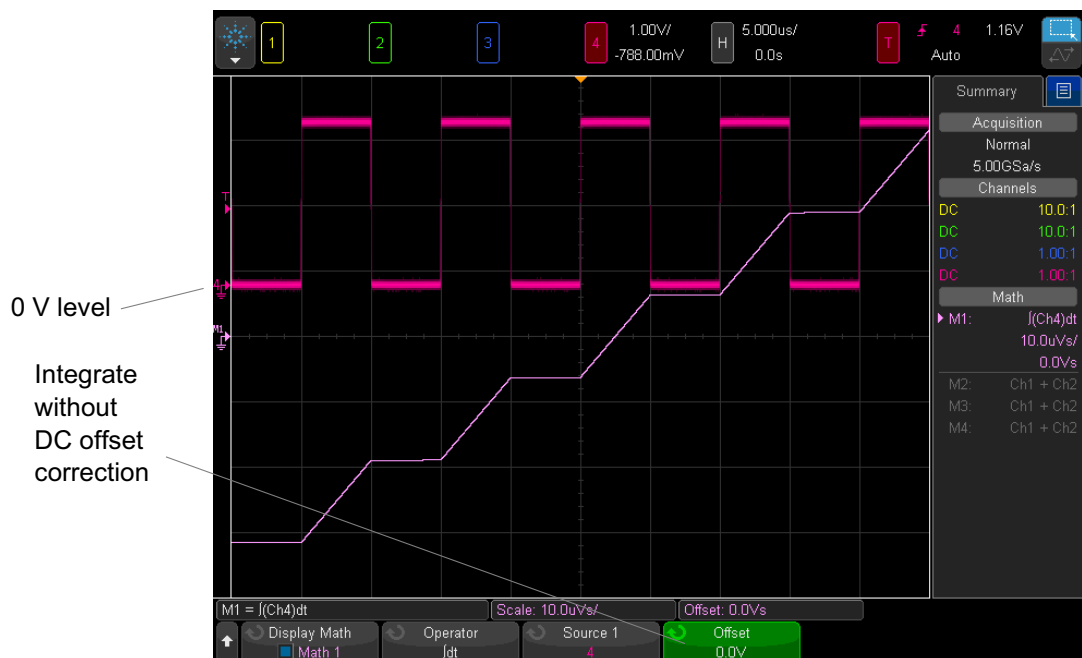 1
2
3
4
1.00V/
-788.00mV
H
5.000us/
0.0s
T
4
1.16V
Auto
Summary
Acquisition
Normal
5.00GSa/s
Channels
DC 10.0:1
DC 10.0:1
DC 1.00:1
DC 1.00:1
Math
M1: ∫(Ch4)dt
10.0uVs/
0.0Vs
M2: Ch1 + Ch2
M3: Ch1 + Ch2
M4: Ch1 + Ch2
T
4
M1
0 V level
Integrate
without
DC offset
correction
M1 = ∫(Ch4)dt
Scale: 10.0uVs/
Offset: 0.0Vs
Display Math
Math 1
Operator
∫dt
Source 1
4
Offset
0.0V